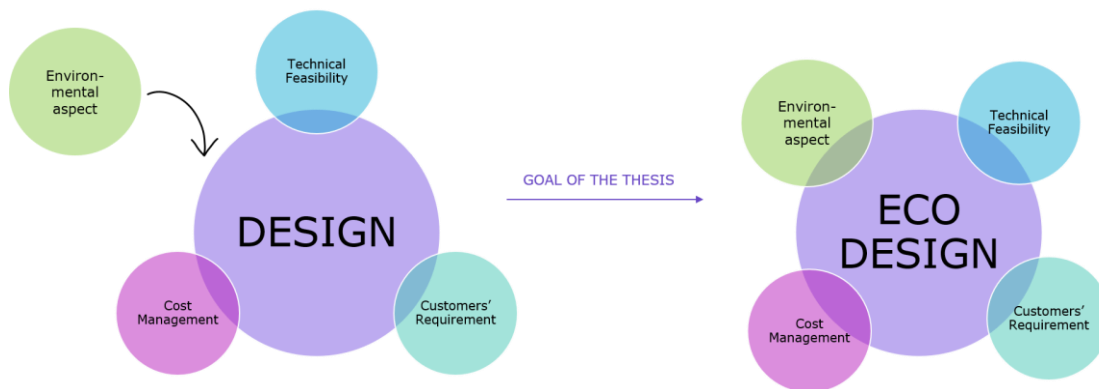 Environ-
mental
aspect
Technical
Feasibility
DESIGN
Cost
Management
Customers’
Requirement
GOAL OF THE THESIS
Environ-
mental
aspect
Technical
Feasibility
ECO
DESIGN
Cost
Management
Customers’
Requirement